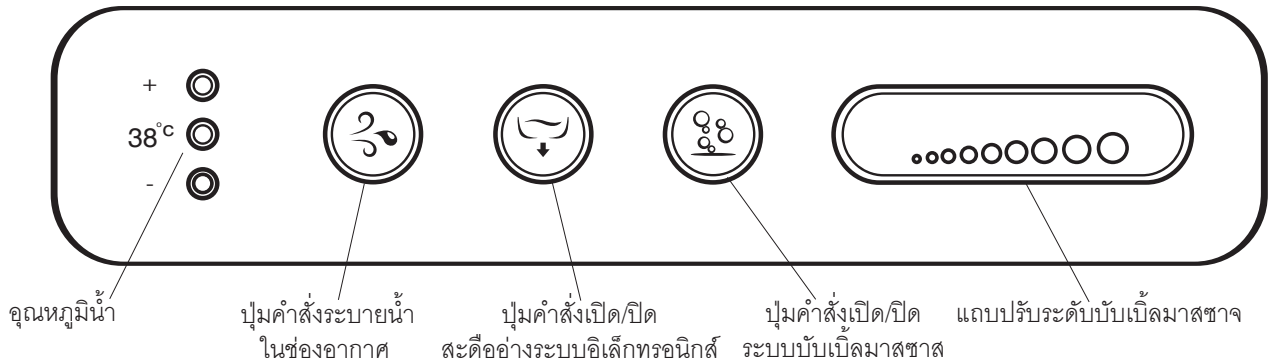 +
38°C
-
อุณหภูมิน้ำ
ปุ่มคำสั่งระบายน้ำ
ในช่องอากาศ
ปุ่มคำสั่งเปิด/ปิด
สะดืออ่างระบบอิเล็กทรอนิกส์
ปุ่มคำสั่งเปิด/ปิด
ระบบบับเบิ้ลมาสซาส
แถบปรับระดับบับเบิ้ลมาสซาจ